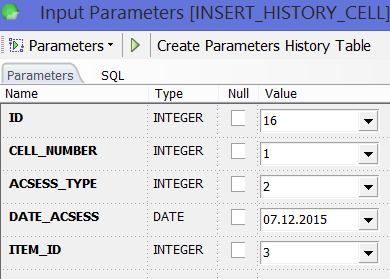 Input Parameters [INSERT_HISTORY_CELL]
Parameters Create Parameters History Table
Parameters SQL
Name Type Null Value
ID INTEGER 16
CELL_NUMBER INTEGER 1
ACSESS_TYPE INTEGER 2
DATE_ACSESS DATE 07.12.2015
ITEM_ID INTEGER 3